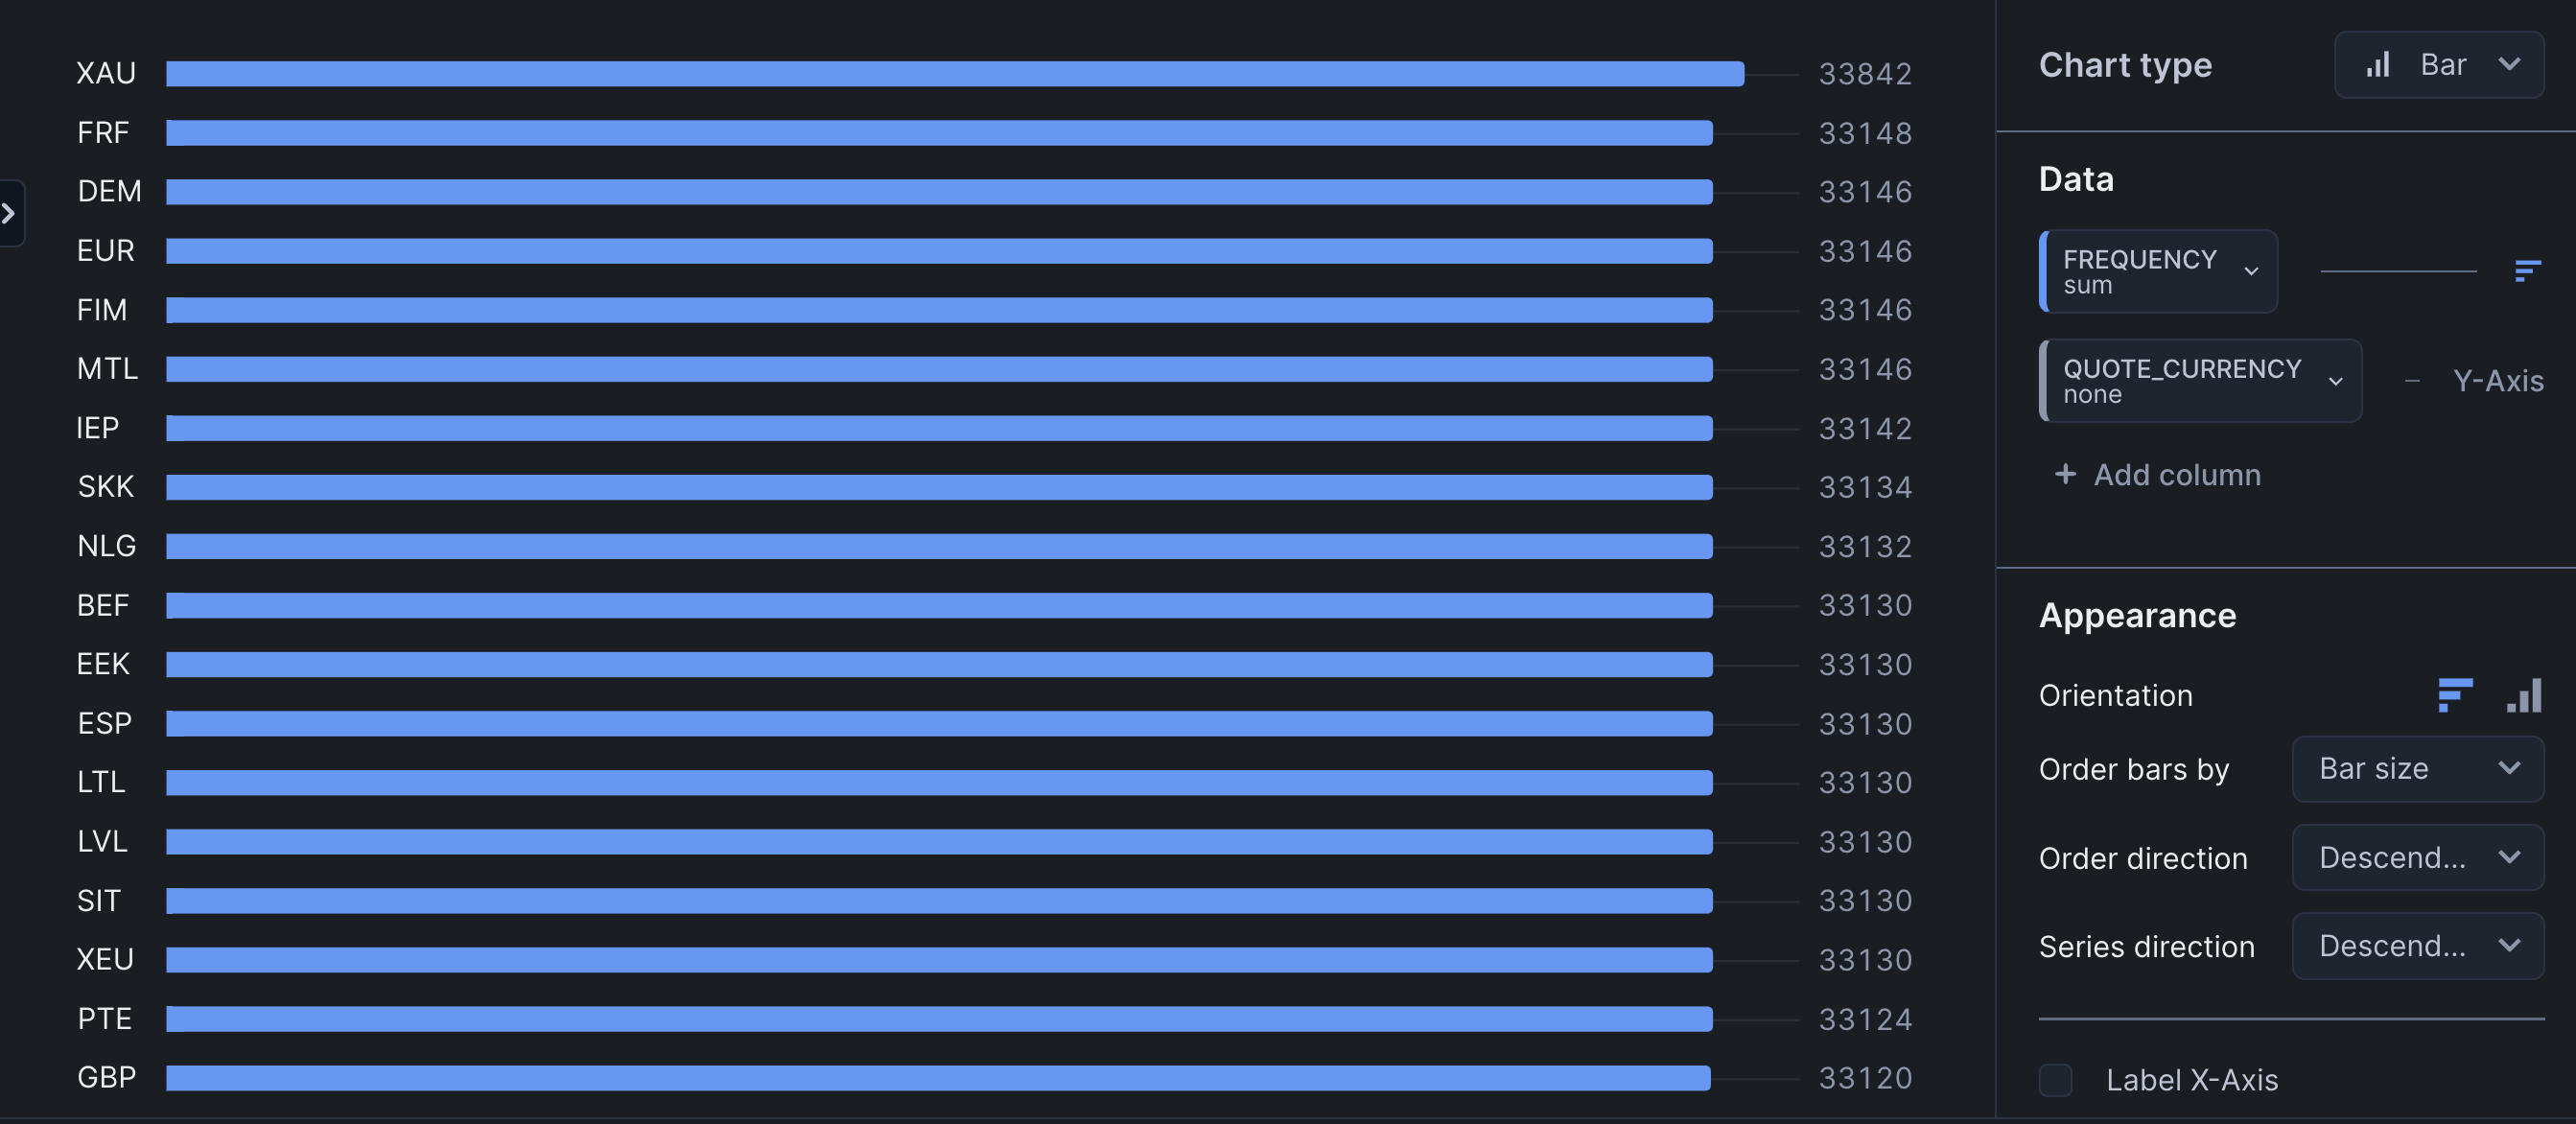 XAU 33842
FRF 33148
DEM 33146
EUR 33146
FIM 33146
MTL 33146
IEP 33142
SKK 33134
NLG 33132
BEF 33130
EEK 33130
ESP 33130
LTL 33130
LVL 33130
SIT 33130
XEU 33130
PTE 33124
GBP 33120
Chart type Bar
Data
FREQUENCY
sum
QUOTE_CURRENCY
none
Y-Axis
+ Add column
Appearance
Orientation
Order bars by Bar size
Order direction Descend...
Series direction Descend...
Label X-Axis